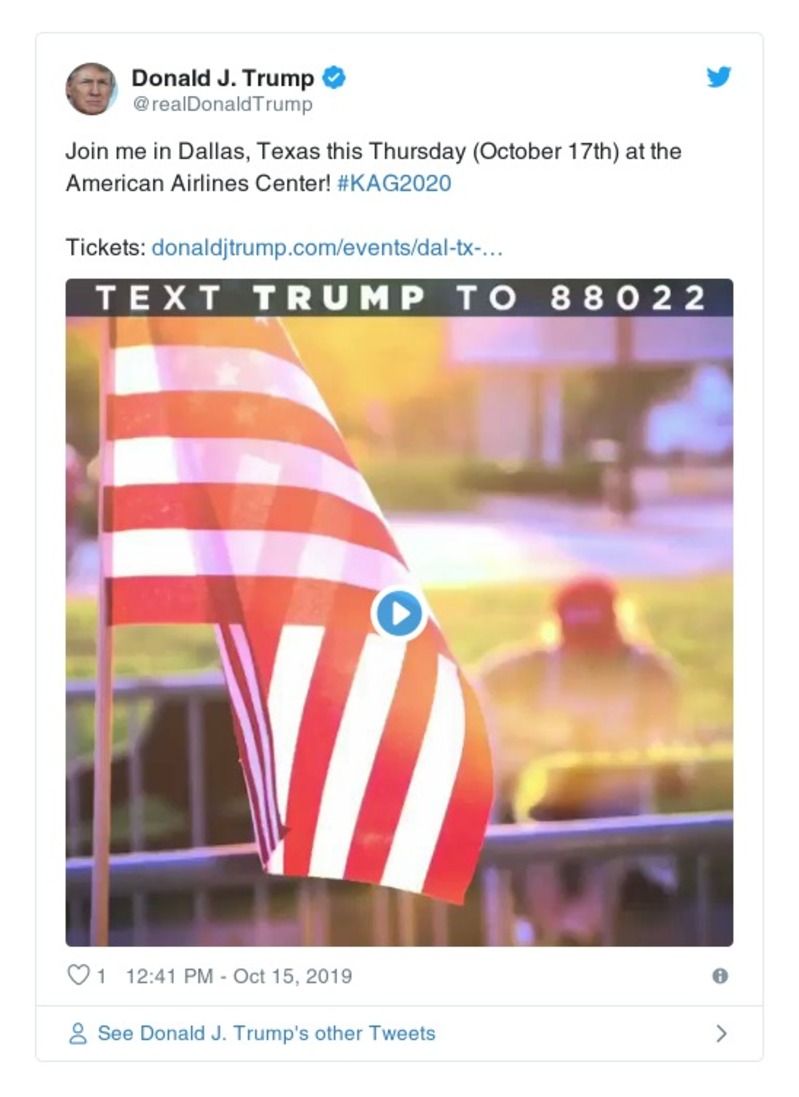 Donald J. Trump
@realDonaldTrump
Join me in Dallas, Texas this Thursday (October 17th) at the
American Airlines Center! #KAG2020
Tickets: donaldjtrump.com/events/dal-tx-…
TEXT TRUMP TO 88022
1 12:41 PM - Oct 15, 2019
See Donald J. Trump's other Tweets